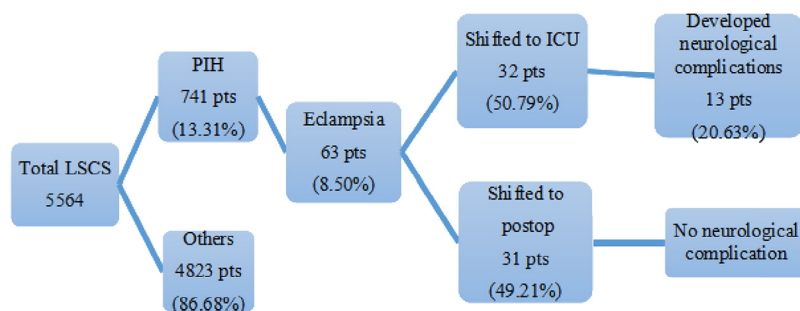 Total LSCS
5564
PIH
741 pts
(13.31%)
Others
4823 pts
(86.68%)
Eclampsia
63 pts
(8.50%)
Shifted to ICU
32 pts
(50.79%)
Shifted to
postop
31 pts
(49.21%)
Developed
neurological
complications
13 pts
(20.63%)
No neurological
complication